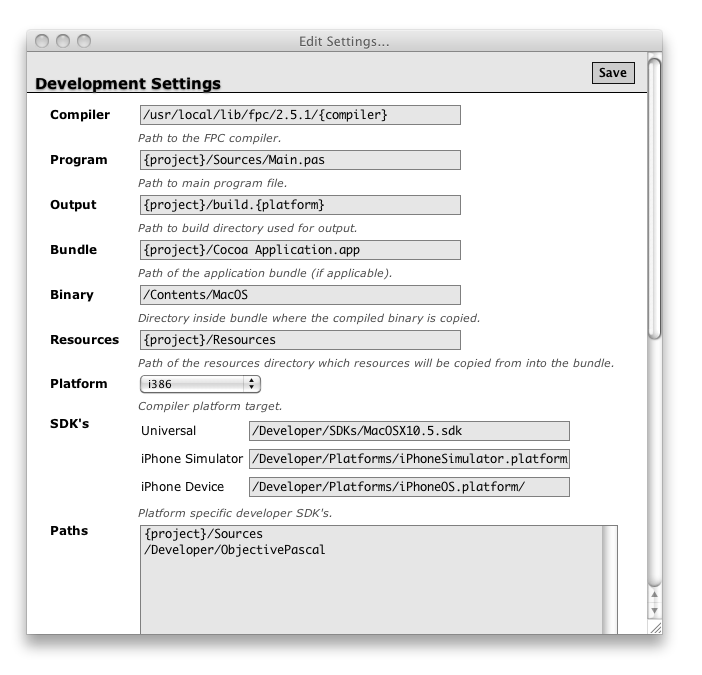 Edit Settings...
Development Settings
Save
Compiler /usr/local/lib/fpc/2.5.1/{compiler}
Path to the FPC compiler.
Program {project}/Sources/Main.pas
Path to main program file.
Output {project}/build.{platform}
Path to build directory used for output.
Bundle {project}/Cocoa Application.app
Path of the application bundle (if applicable).
Binary /Contents/MacOS
Directory inside bundle where the compiled binary is copied.
Resources {project}/Resources
Path of the resources directory which resources will be copied from into the bundle.
Platform i386
Compiler platform target.
SDK's
Universal /Developer/SDKs/MacOSX10.5.sdk
iPhone Simulator /Developer/Platforms/iPhoneSimulator.platform
iPhone Device /Developer/Platforms/iPhoneOS.platform/
Platform specific developer SDK's.
Paths {project}/Sources
/Developer/ObjectivePascal